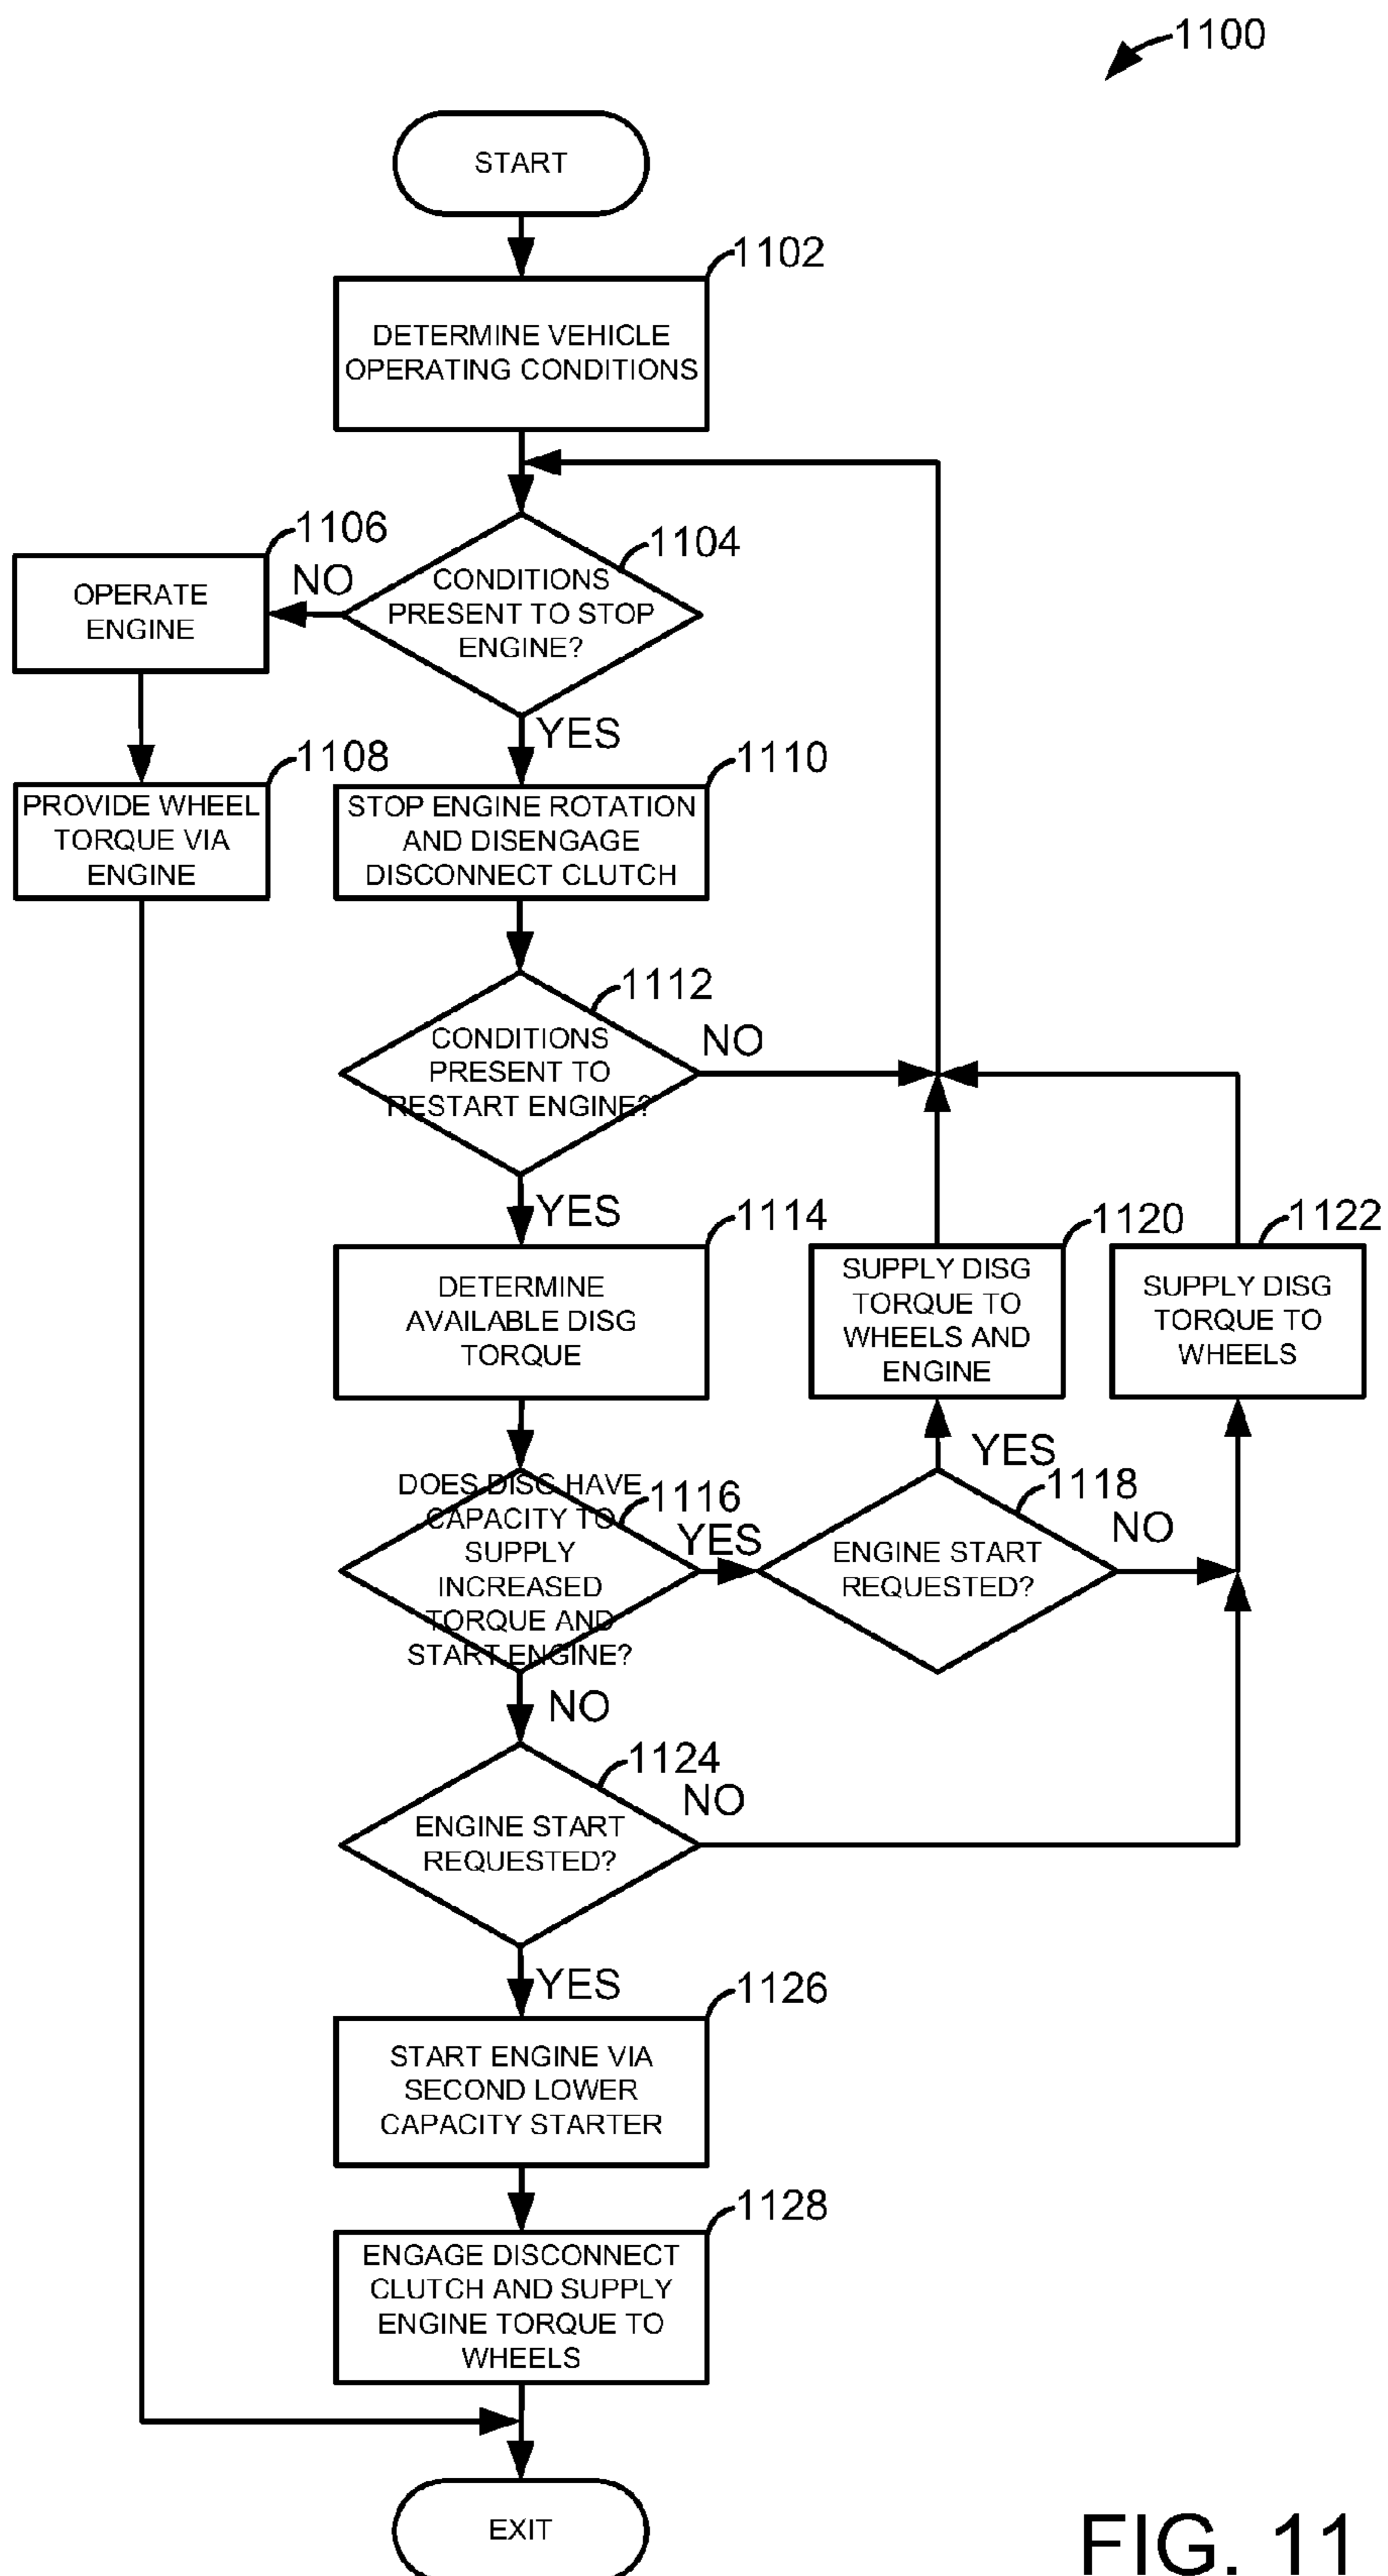 1100
START
1102
DETERMINE VEHICLE
OPERATING CONDITIONS
1104
CONDITIONS
PRESENT TO STOP
ENGINE?
NO
1106
OPERATE
ENGINE
YES
1108
PROVIDE WHEEL
TORQUE VIA
ENGINE
1110
STOP ENGINE ROTATION
AND DISENGAGE
DISCONNECT CLUTCH
1112
CONDITIONS
PRESENT TO
RESTART ENGINE?
NO
YES
1114
DETERMINE
AVAILABLE DISG
TORQUE
1120
SUPPLY DISG
TORQUE TO
WHEELS AND
ENGINE
1122
SUPPLY DISG
TORQUE TO
WHEELS
1116
DOES DISG HAVE
CAPACITY TO
SUPPLY
INCREASED
TORQUE AND
START ENGINE?
YES
YES
1118
ENGINE START
REQUESTED?
NO
NO
1124
ENGINE START
REQUESTED?
NO
YES
1126
START ENGINE VIA
SECOND LOWER
CAPACITY STARTER
1128
ENGAGE DISCONNECT
CLUTCH AND SUPPLY
ENGINE TORQUE TO
WHEELS
EXIT
FIG. 11